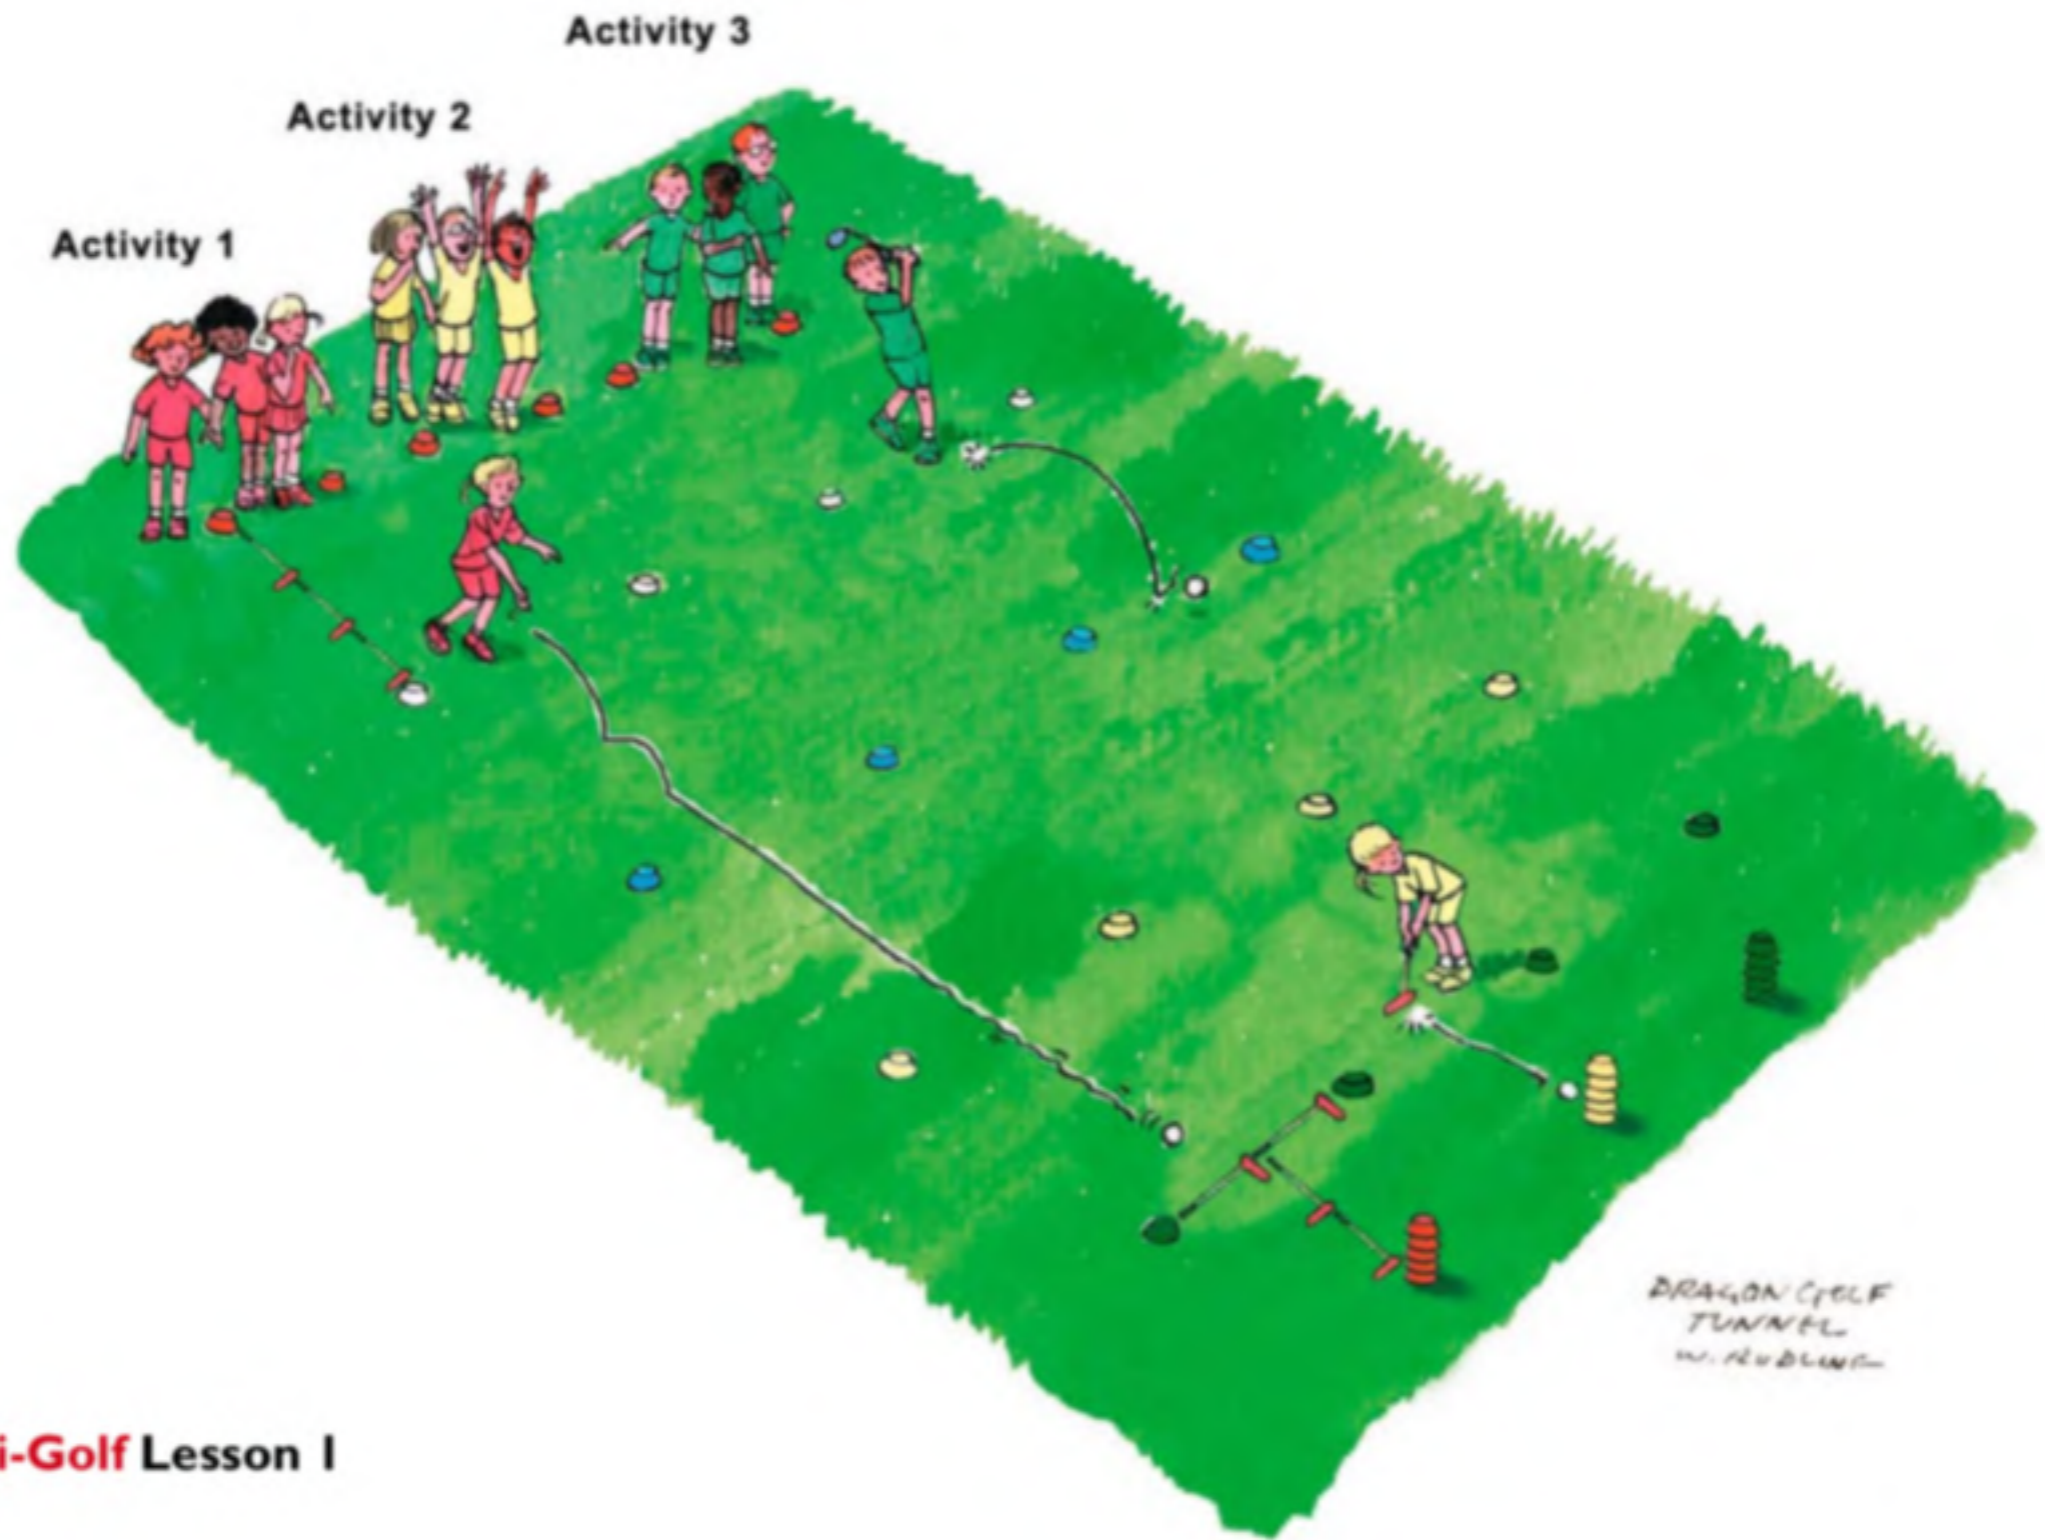 Activity 3
Activity 2
Activity 1
DRAGON GOLF
TUNNEL
W.
i-Golf Lesson 1